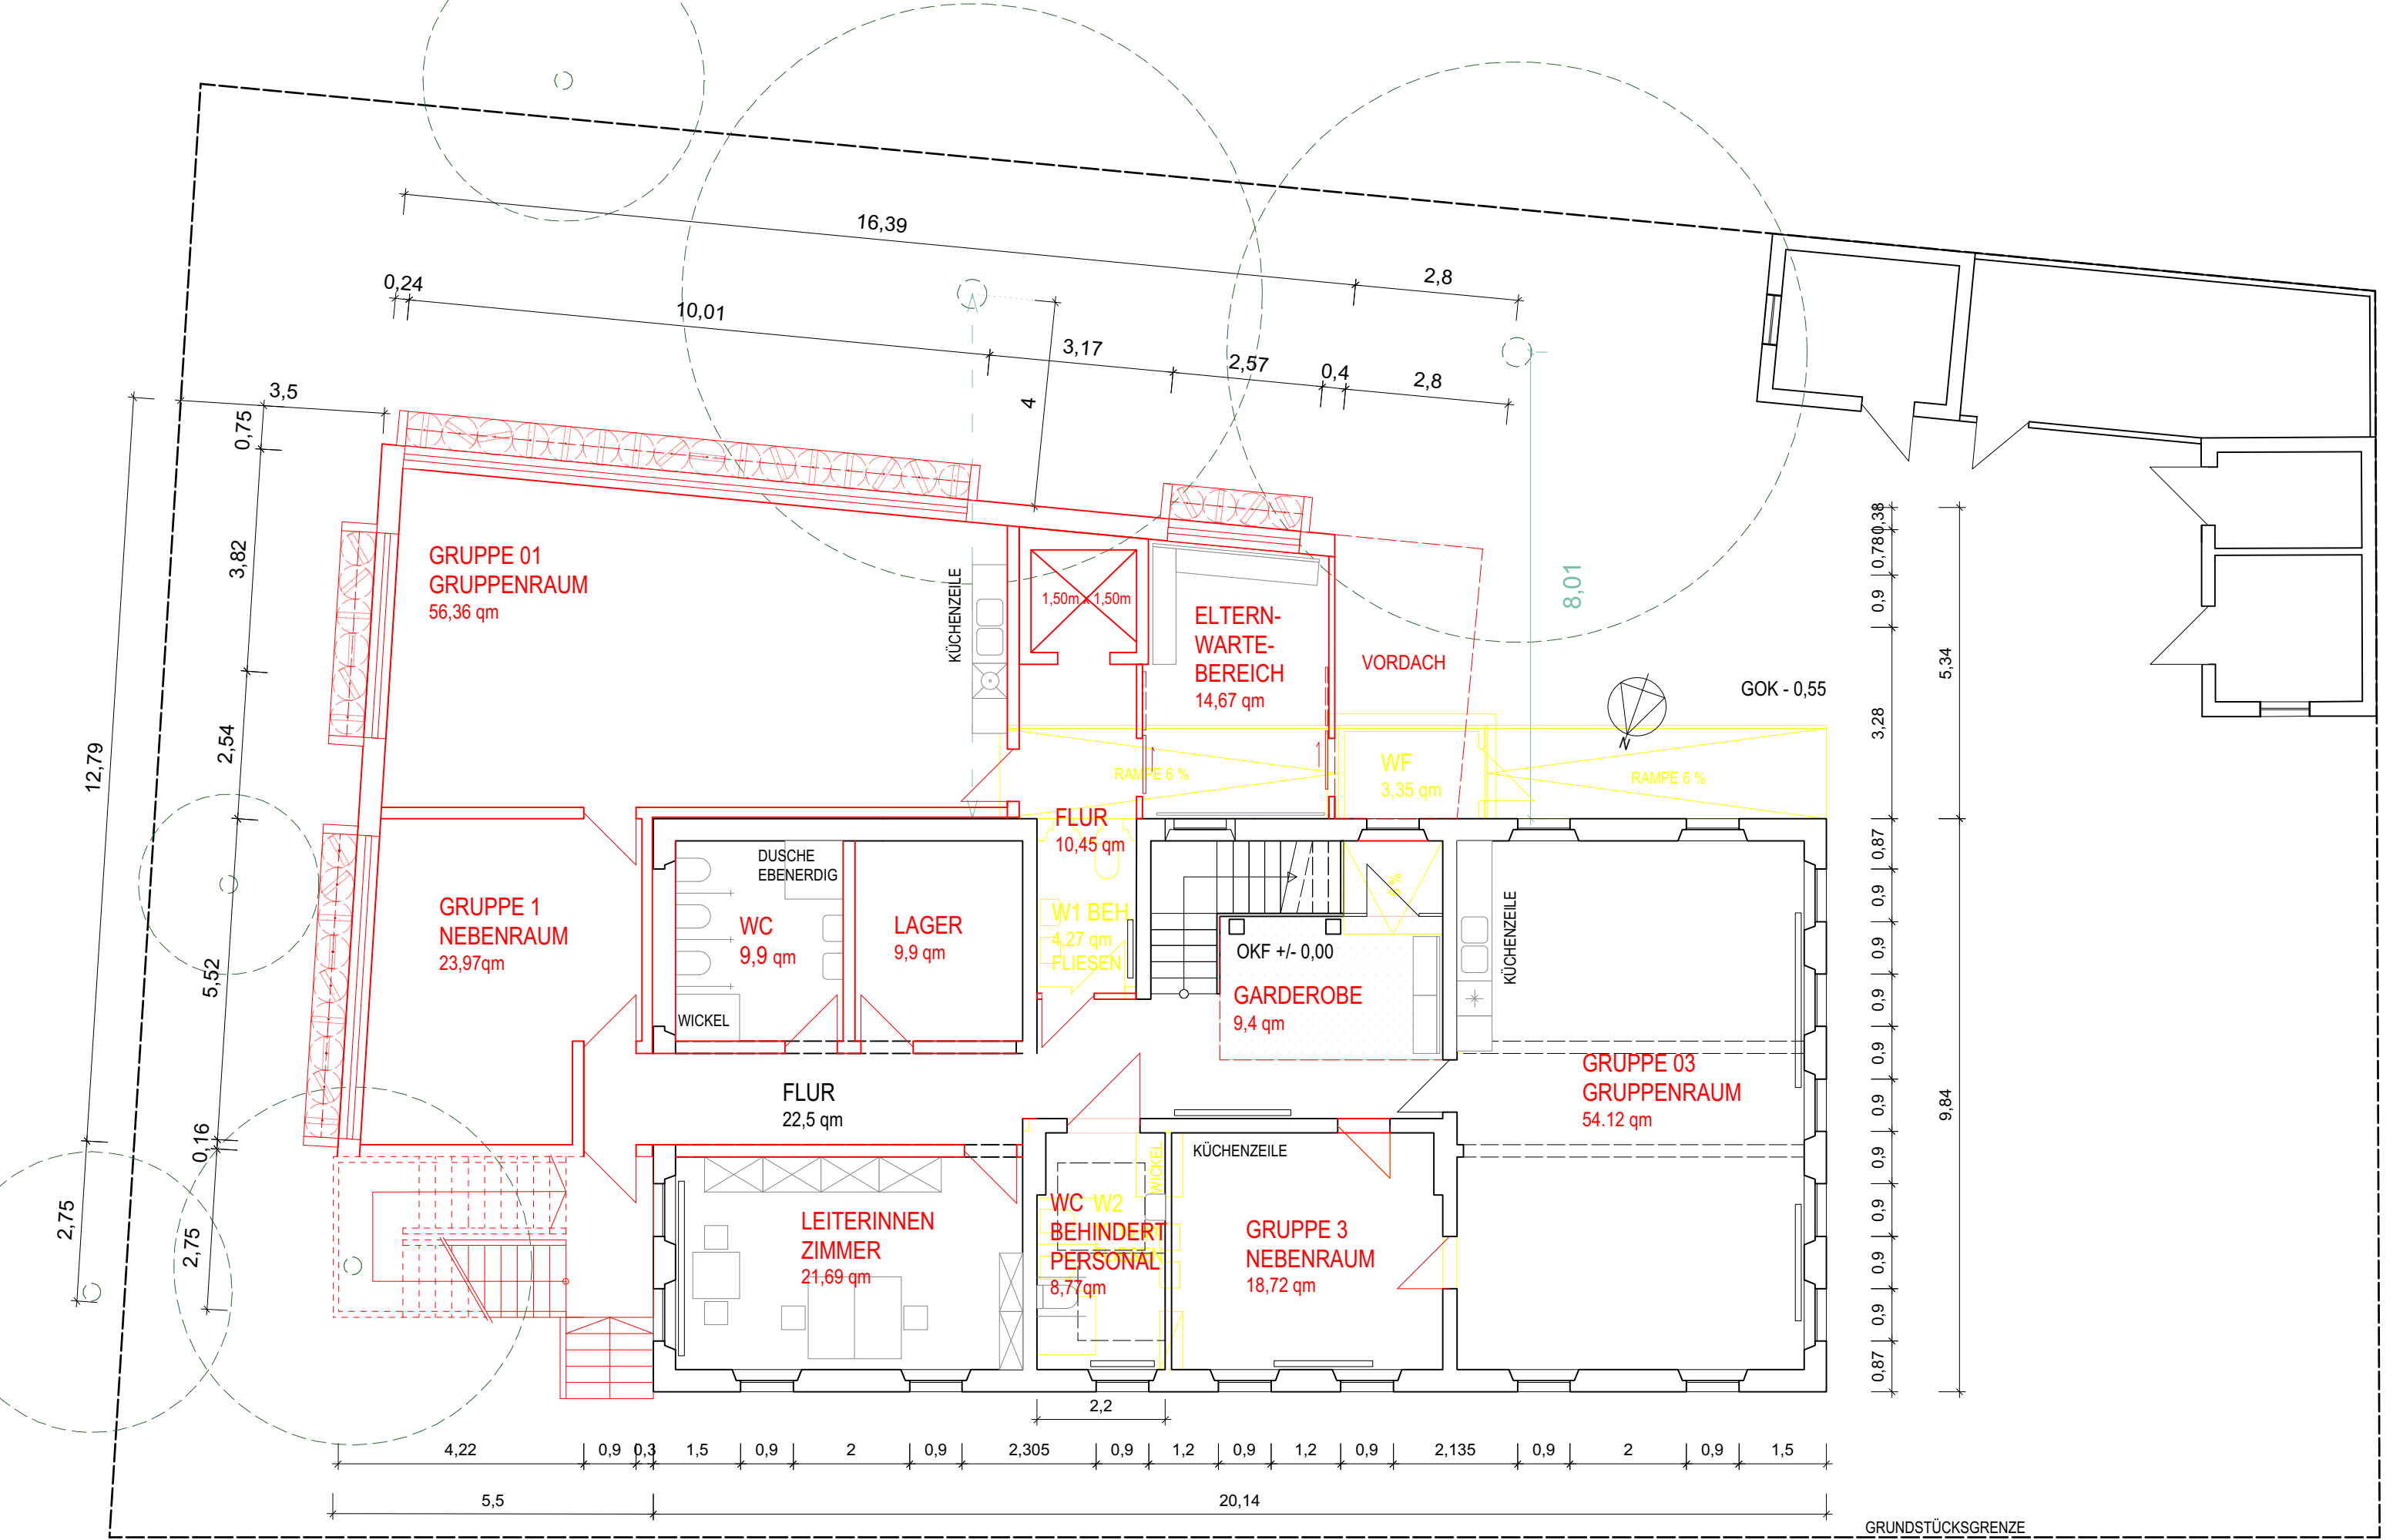 16,39
2,8
0,24
10,01
3,17
2,57
0,4
2,8
4
3,5
0,75
3,82
2,54
12,79
5,52
0,16
2,75
2,75
8,01
GRUPPE 01
GRUPPENRAUM
56,36 qm
KÜCHENZEILE
1,50m x 1,50m
ELTERN-
WARTE-
BEREICH
14,67 qm
VORDACH
GOK - 0,55
N
RAMPE 6 %
WF
3,35 qm
RAMPE 6 %
FLUR
10,45 qm
GRUPPE 1
NEBENRAUM
23,97qm
DUSCHE
EBENERDIG
WC
9,9 qm
WICKEL
LAGER
9,9 qm
W1 BEH
4,27 qm
FLIESEN
6 %
OKF +/- 0,00
GARDEROBE
9,4 qm
KÜCHENZEILE
GRUPPE 03
GRUPPENRAUM
54.12 qm
FLUR
22,5 qm
LEITERINNEN
ZIMMER
21,69 qm
WC
BEHINDERT
PERSONAL
8,77qm
W2
WICKEL
KÜCHENZEILE
GRUPPE 3
NEBENRAUM
18,72 qm
0,38
0,78
0,9
3,28
5,34
0,87
0,9
0,9
0,9
0,9
0,9
0,9
0,9
0,9
0,9
0,87
9,84
2,2
4,22
0,9
0,3
1,5
0,9
2
0,9
2,305
0,9
1,2
0,9
1,2
0,9
2,135
0,9
2
0,9
1,5
5,5
20,14
GRUNDSTÜCKSGRENZE